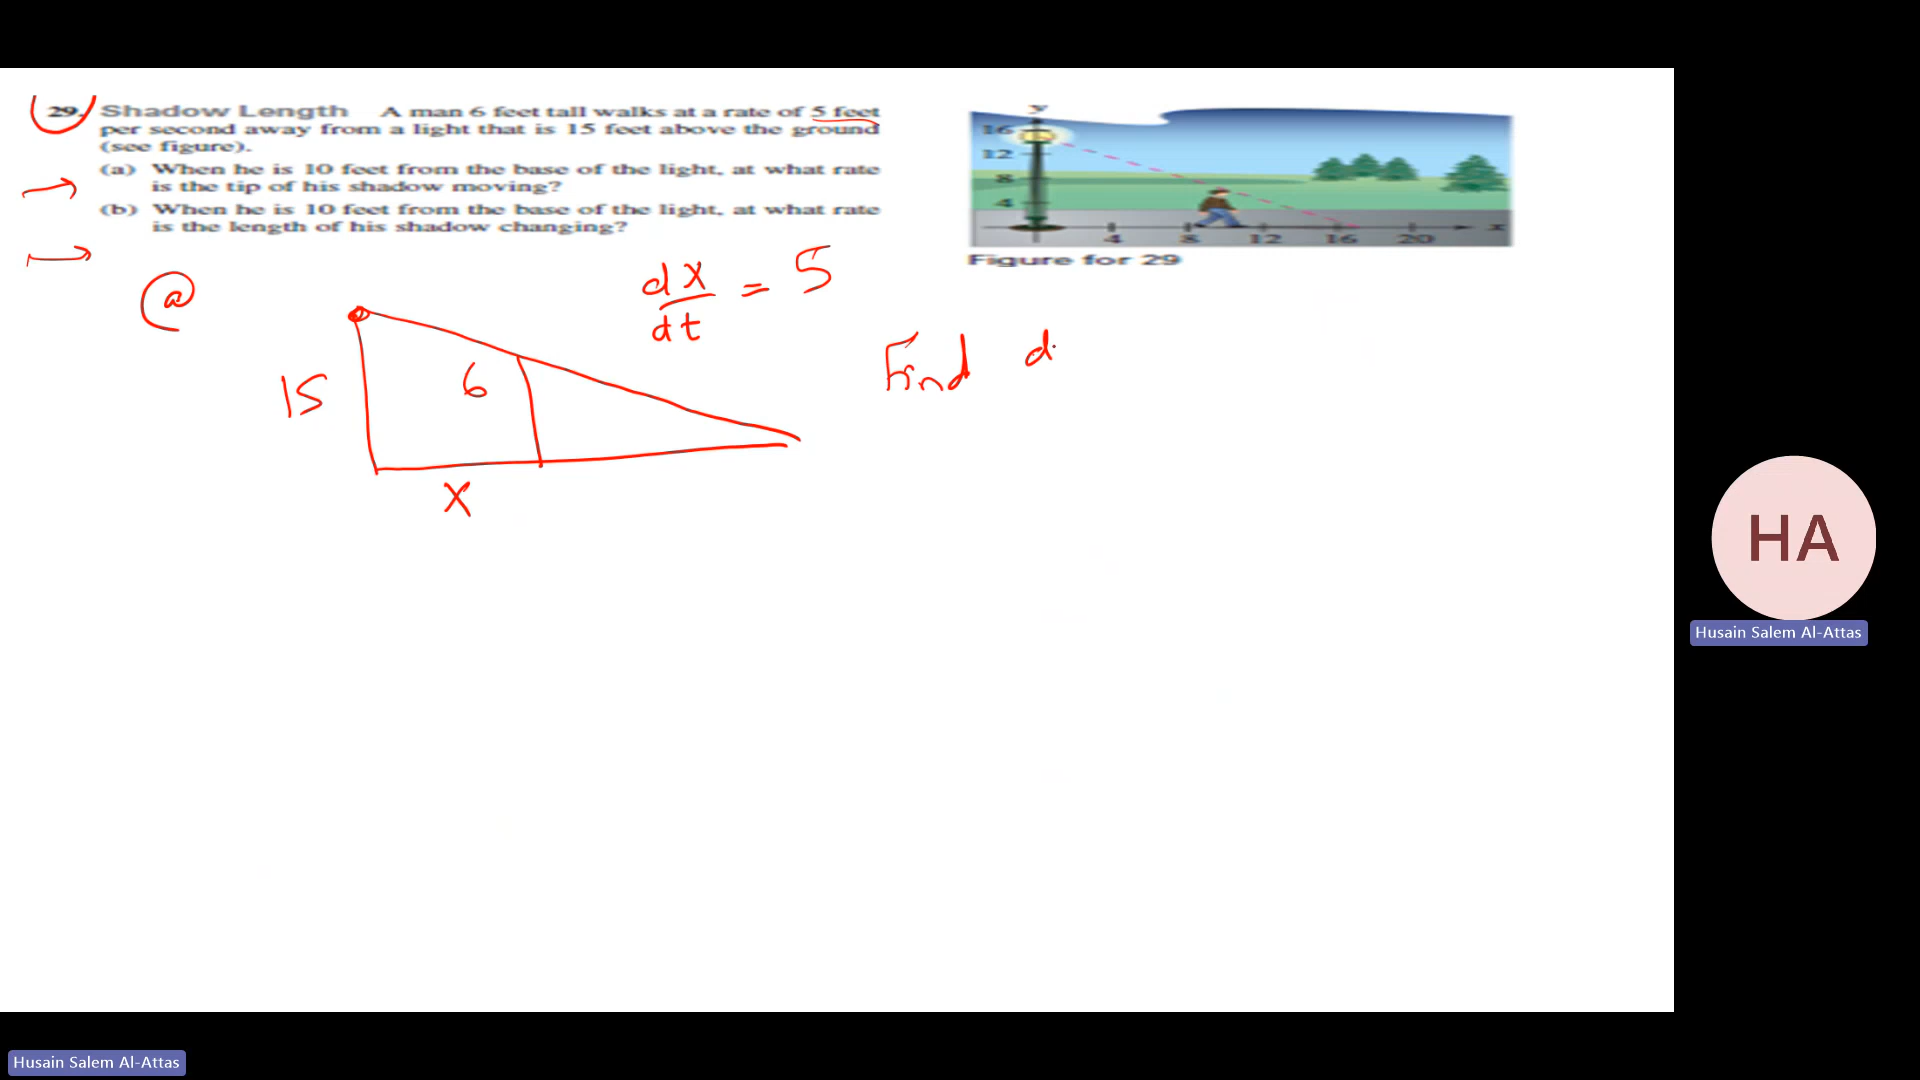 29. Shadow Length A man 6 feet tall walks at a rate of 5 feet
per second away from a light that is 15 feet above the ground
(see figure).
(a) When he is 10 feet from the base of the light, at what rate
is the tip of his shadow moving?
(b) When he is 10 feet from the base of the light, at what rate
is the length of his shadow changing?
y
16
12
8
4
4 8 12 16 20 x
Figure for 29
@
dx/dt = 5
Find d
15
6
x
HA
Husain Salem Al-Attas
Husain Salem Al-Attas